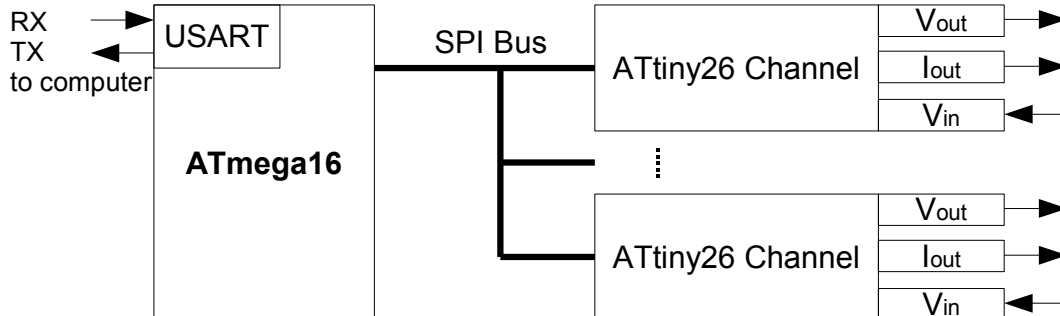 RX
TX
to computer
USART
ATmega16
SPI Bus
ATtiny26 Channel
Vout
Iout
Vin
ATtiny26 Channel
Vout
Iout
Vin